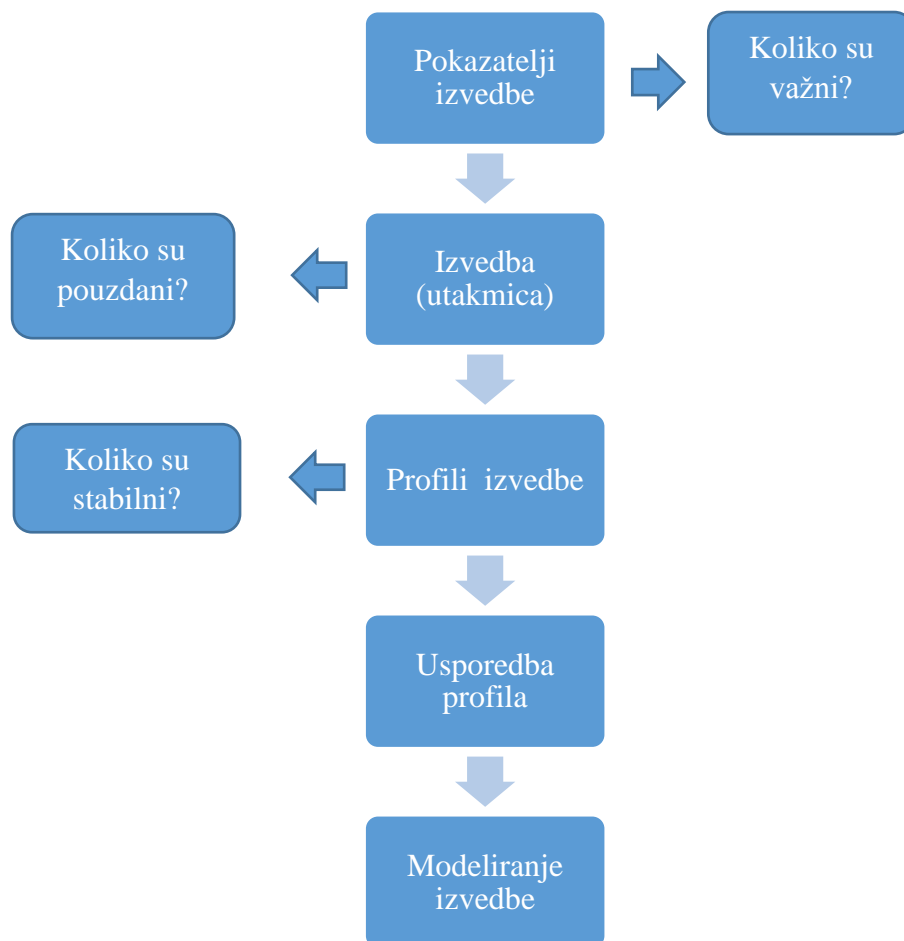 Pokazatelji
izvedbe
Koliko su
važni?
Koliko su
pouzdani?
Izvedba
(utakmica)
Koliko su
stabilni?
Profili izvedbe
Usporedba
profila
Modeliranje
izvedbe